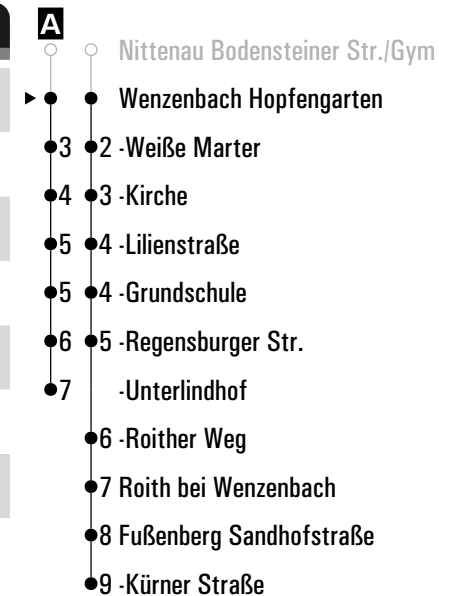 A
Nittenau Bodensteiner Str./Gym
Wenzenbach Hopfengarten
3 2 -Weiße Marter
4 3 -Kirche
5 4 -Lilienstraße
5 4 -Grundschule
6 5 -Regensburger Str.
7 -Unterlindhof
6 -Roither Weg
7 Roith bei Wenzenbach
8 Fußenberg Sandhofstraße
9 -Kürner Straße